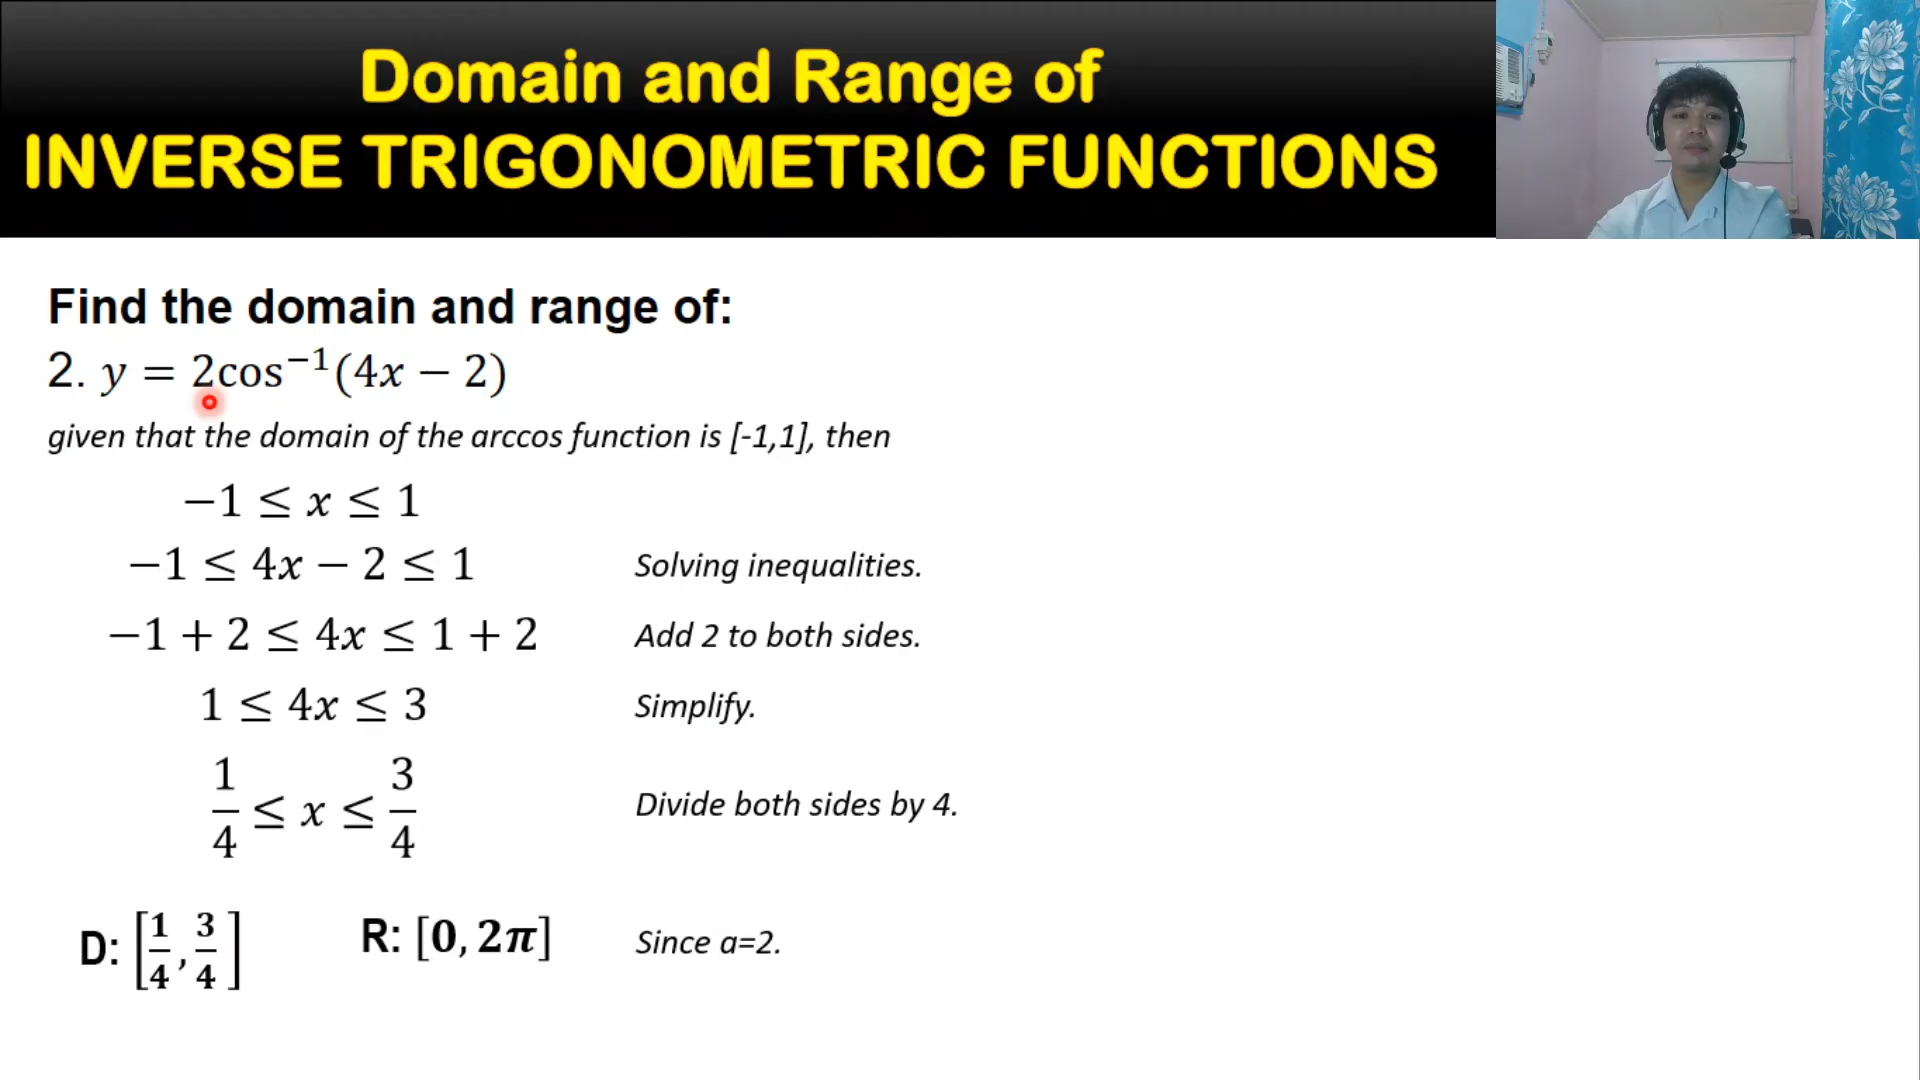 Domain and Range of
INVERSE TRIGONOMETRIC FUNCTIONS
Find the domain and range of:
2. y = 2cos⁻¹(4x − 2)
given that the domain of the arccos function is [-1,1], then
−1 ≤ x ≤ 1
−1 ≤ 4x − 2 ≤ 1 Solving inequalities.
−1 + 2 ≤ 4x ≤ 1 + 2 Add 2 to both sides.
1 ≤ 4x ≤ 3 Simplify.
1/4 ≤ x ≤ 3/4 Divide both sides by 4.
D: [1/4, 3/4] R: [0, 2π] Since a=2.